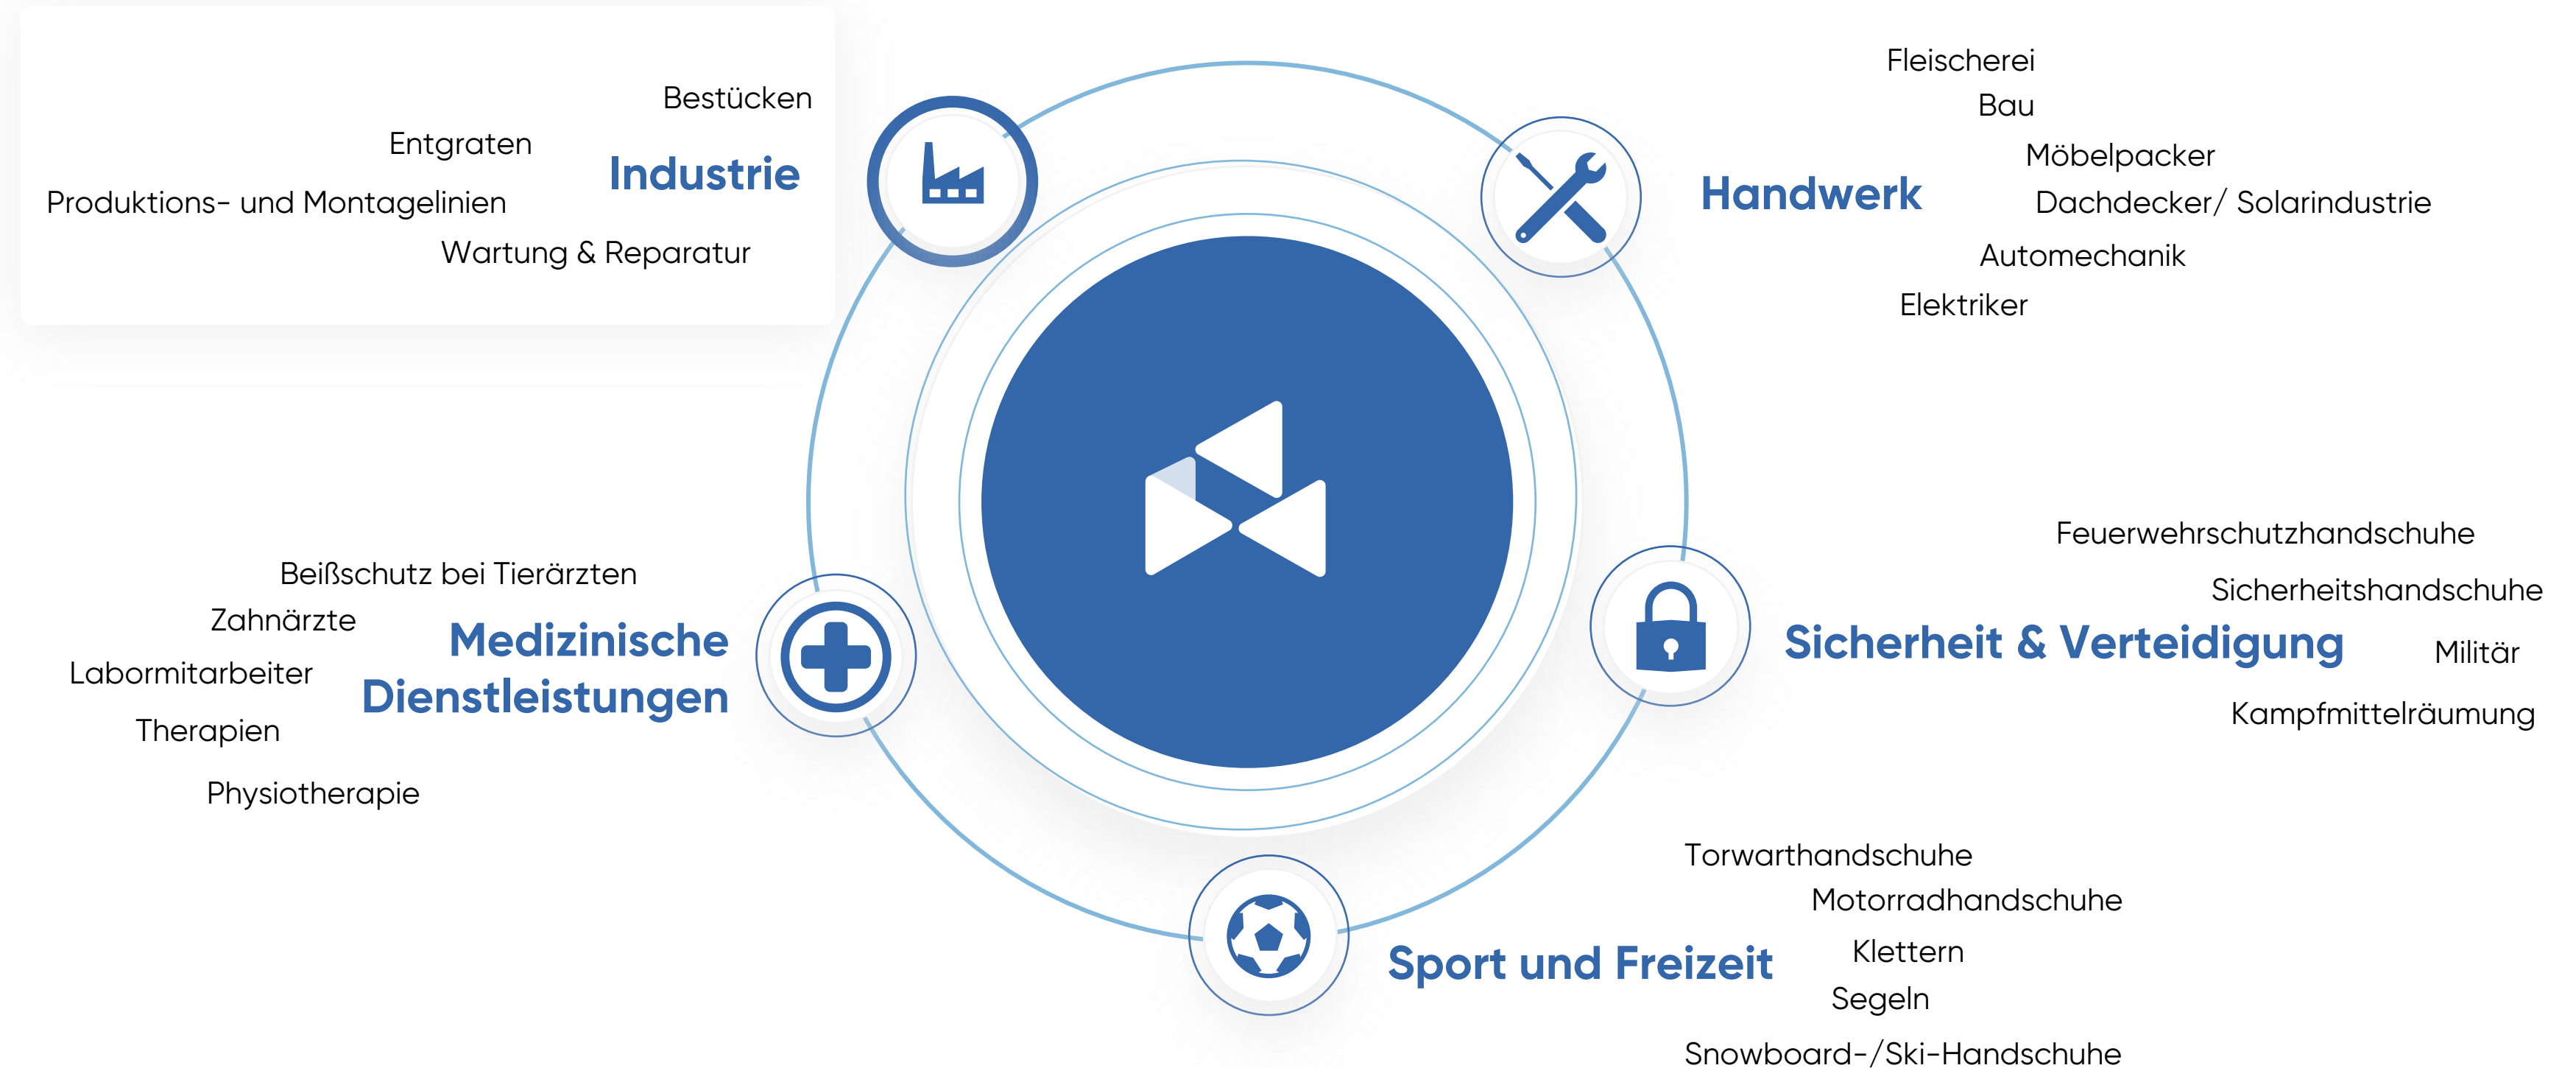 Bestücken
Entgraten
Industrie
Produktions- und Montagelinien
Wartung & Reparatur
Fleischerei
Bau
Möbelpacker
Handwerk
Dachdecker/ Solarindustrie
Automechanik
Elektriker
Beißschutz bei Tierärzten
Zahnärzte
Medizinische
Dienstleistungen
Labormitarbeiter
Therapien
Physiotherapie
Feuerwehrschutzhandschuhe
Sicherheitshandschuhe
Sicherheit & Verteidigung
Militär
Kampfmittelräumung
Torwarthandschuhe
Motorradhandschuhe
Klettern
Sport und Freizeit
Segeln
Snowboard-/Ski-Handschuhe